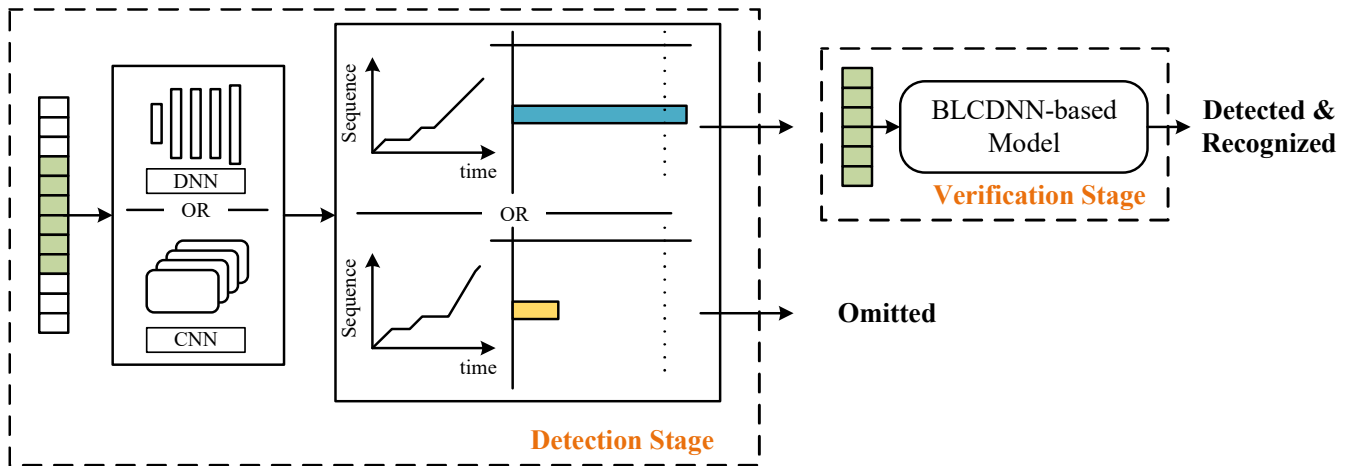 DNN
OR
CNN
Sequence
time
OR
Sequence
time
Detection Stage
BLCDNN-based
Model
Verification Stage
Detected &
Recognized
Omitted